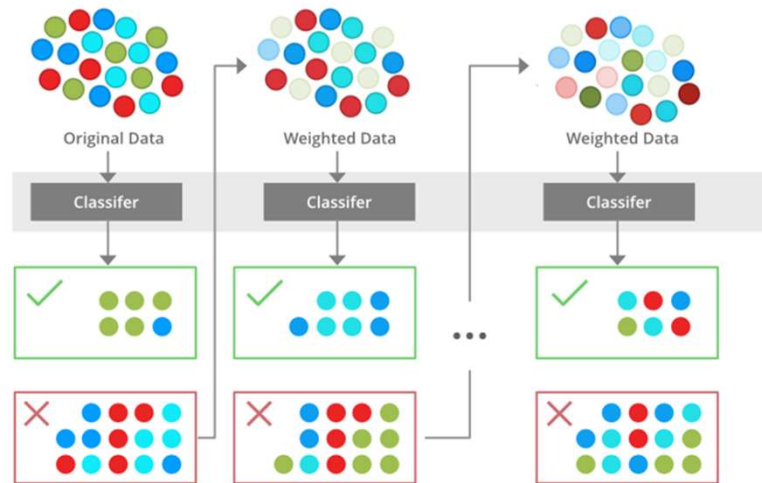 Original Data
Weighted Data
Weighted Data
Classifer
Classifer
Classifer
...